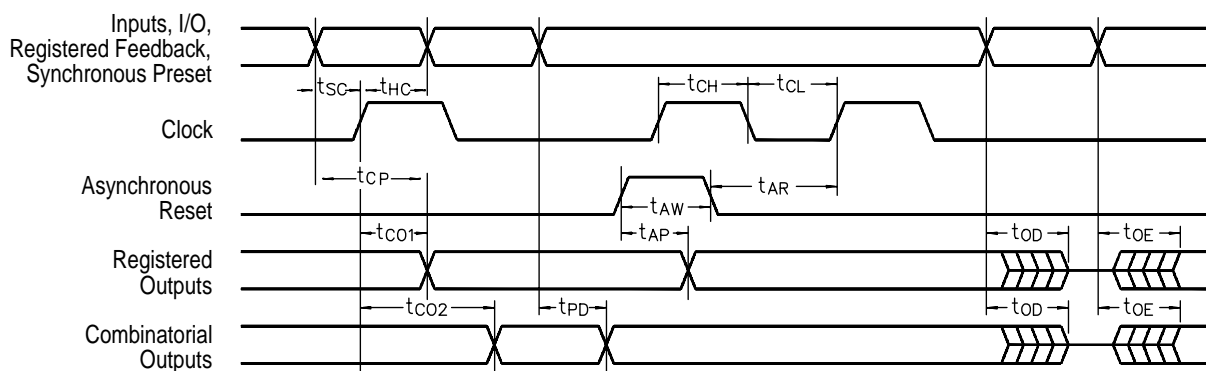 Inputs, I/O,
Registered Feedback,
Synchronous Preset
tSC
tHC
tCH
tCL
Clock
tCP
Asynchronous
Reset
tAW
tAR
tCO1
tAP
tOD
tOE
Registered
Outputs
tCO2
tPD
tOD
tOE
Combinatorial
Outputs